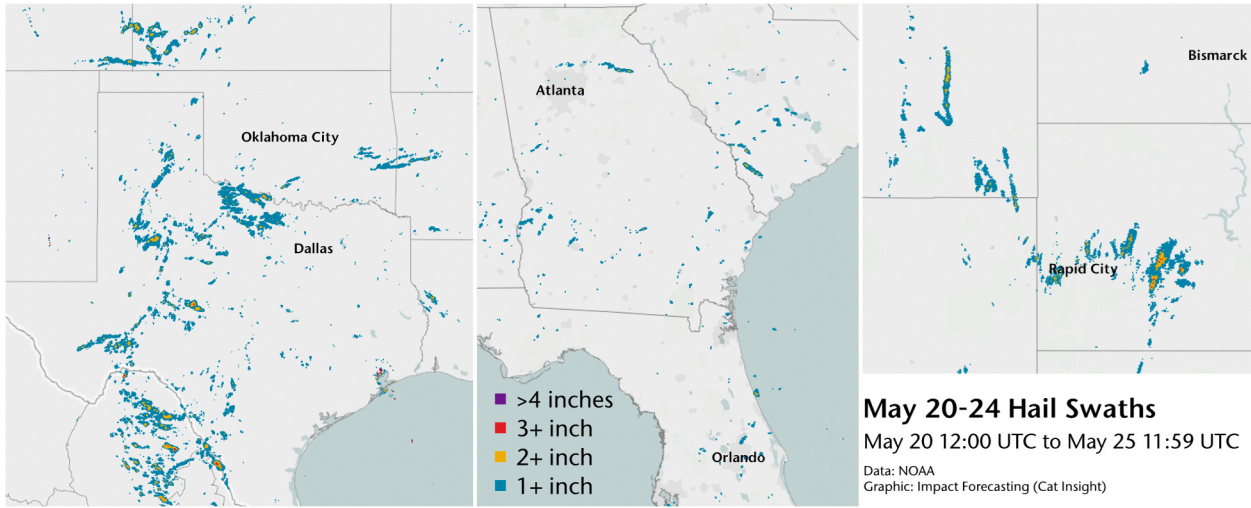 Oklahoma City
Dallas
Atlanta
Orlando
>4 inches
3+ inch
2+ inch
1+ inch
Bismarck
Rapid City
May 20-24 Hail Swaths
May 20 12:00 UTC to May 25 11:59 UTC
Data: NOAA
Graphic: Impact Forecasting (Cat Insight)